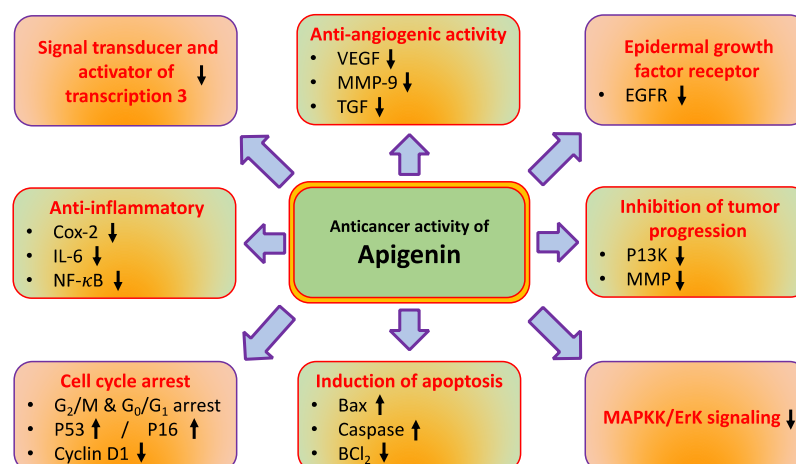 Signal transducer and
activator of
transcription 3 ↓
Anti-angiogenic activity
• VEGF ↓
• MMP-9 ↓
• TGF ↓
Epidermal growth
factor receptor
• EGFR ↓
Anti-inflammatory
• Cox-2 ↓
• IL-6 ↓
• NF-κB ↓
Anticancer activity of
Apigenin
Inhibition of tumor
progression
• P13K ↓
• MMP ↓
Cell cycle arrest
• G₂/M & G₀/G₁ arrest
• P53 ↑ / P16 ↑
• Cyclin D1 ↓
Induction of apoptosis
• Bax ↑
• Caspase ↑
• BCl₂ ↓
MAPKK/ErK signaling ↓